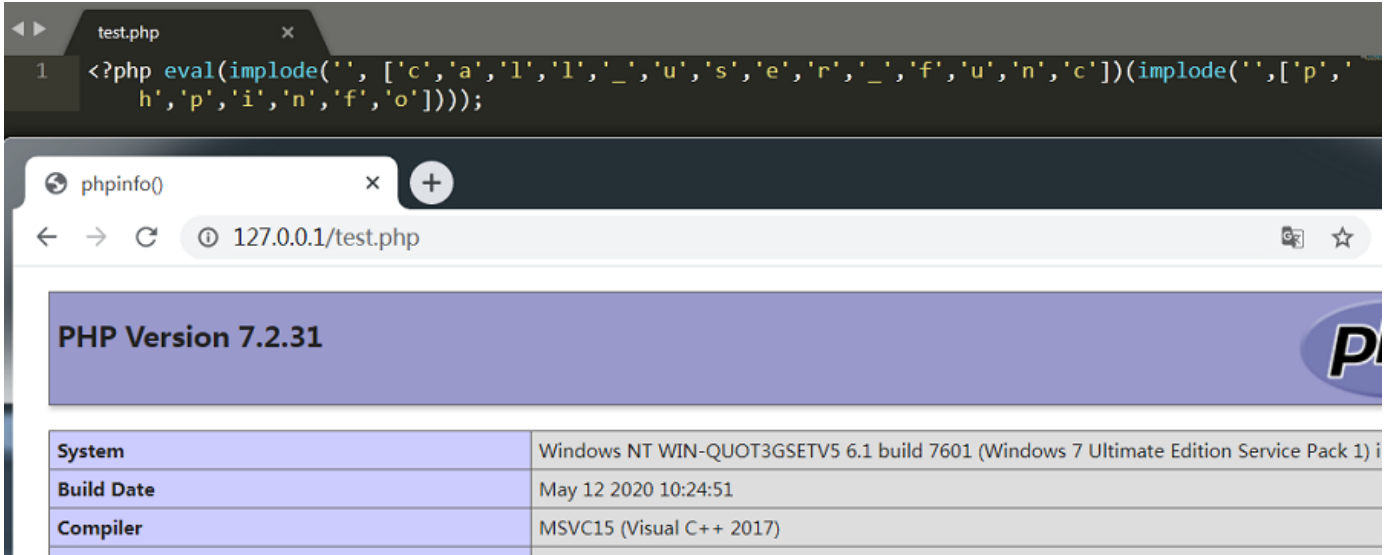 test.php ×
1 <?php eval(implode('', ['c','a','l','l','_','u','s','e','r','_','f','u','n','c'])(implode('',['p','
h','p','i','n','f','o'])));
phpinfo() × +
127.0.0.1/test.php
PHP Version 7.2.31
System Windows NT WIN-QUOT3GSETV5 6.1 build 7601 (Windows 7 Ultimate Edition Service Pack 1) i
Build Date May 12 2020 10:24:51
Compiler MSVC15 (Visual C++ 2017)